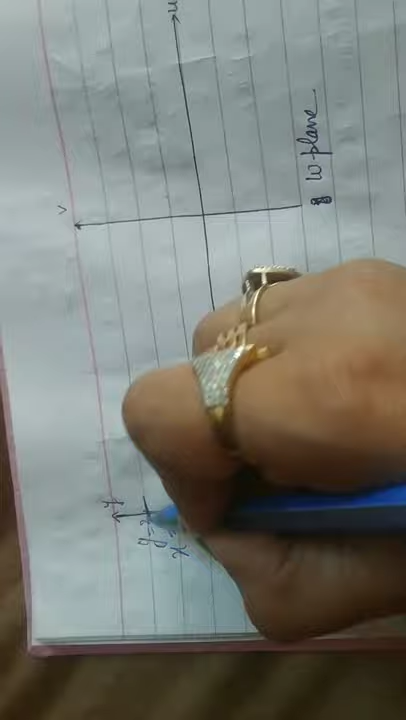 v
u
w-plane
y
y=
x=